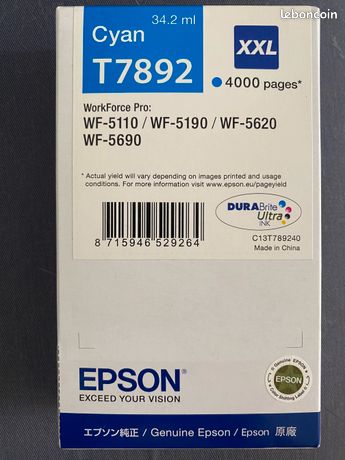 leboncoin
34.2 ml
Cyan
XXL
T7892
4000 pages*
WorkForce Pro:
WF-5110 / WF-5190 / WF-5620
WF-5690
* Actual yield will vary depending on images printed and usage
conditions. For more information visit www.epson.eu/pageyield
DURABrite
Ultra
INK
8 715946 529264
C13T789240
Made in China
EPSON
EXCEED YOUR VISION
EPSON
エプソン純正 / Genuine Epson / Epson 原廠